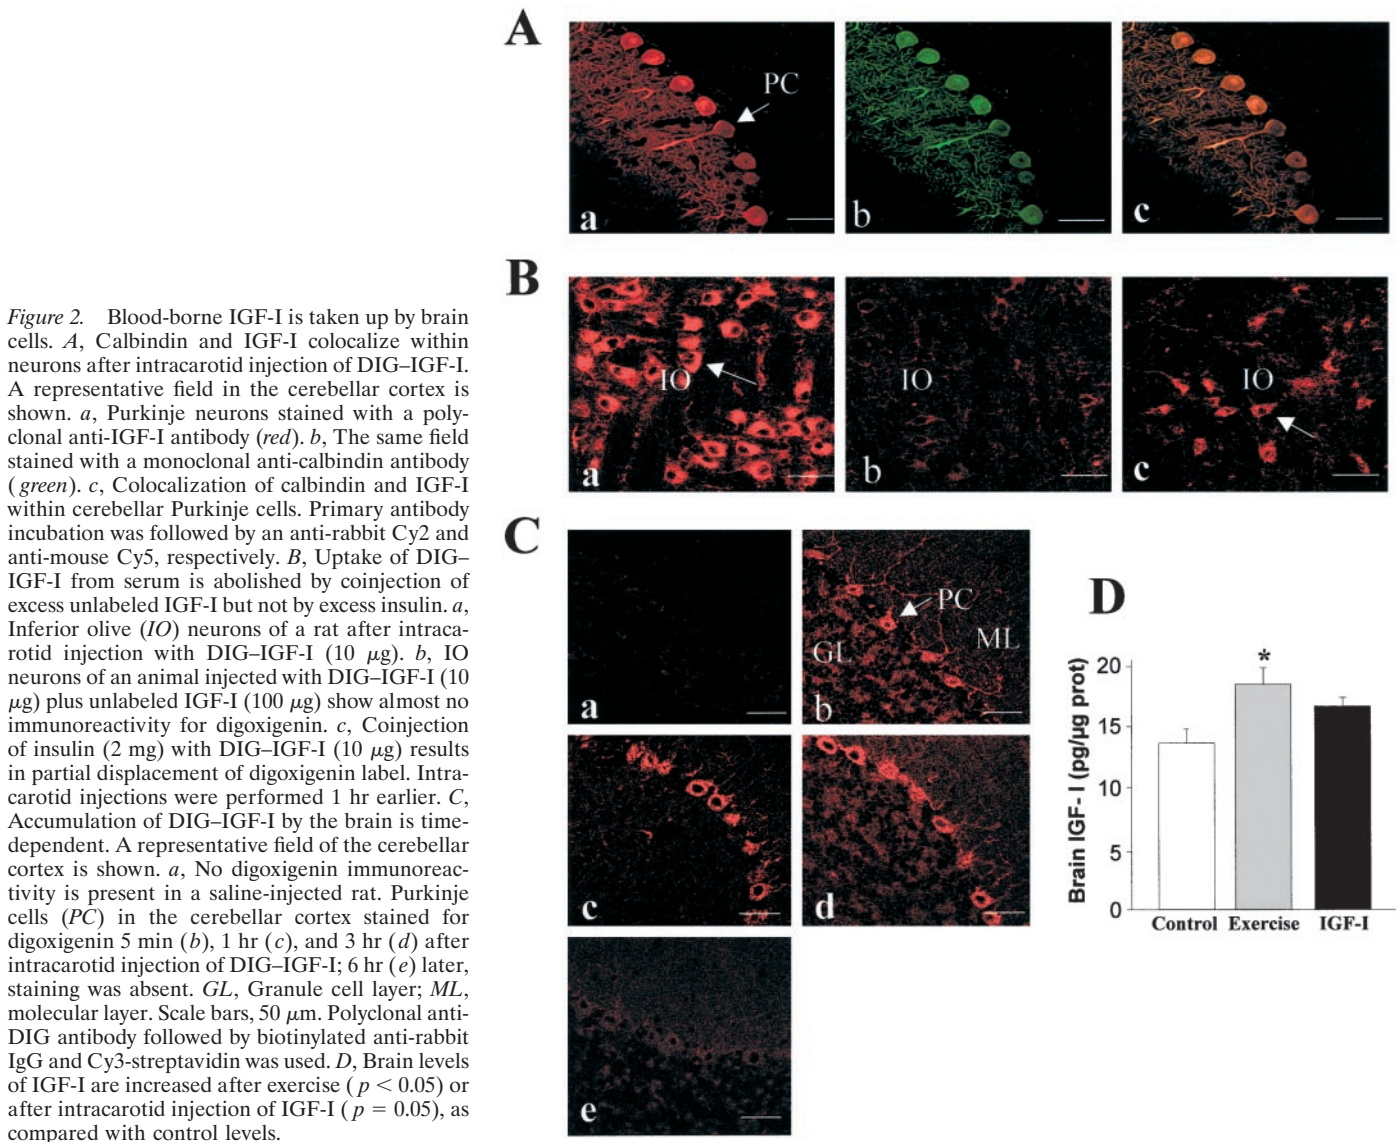 Figure 2. Blood-borne IGF-I is taken up by brain
cells. A, Calbindin and IGF-I colocalize within
neurons after intracarotid injection of DIG–IGF-I.
A representative field in the cerebellar cortex is
shown. a, Purkinje neurons stained with a poly-
clonal anti-IGF-I antibody (red). b, The same field
stained with a monoclonal anti-calbindin antibody
(green). c, Colocalization of calbindin and IGF-I
within cerebellar Purkinje cells. Primary antibody
incubation was followed by an anti-rabbit Cy2 and
anti-mouse Cy5, respectively. B, Uptake of DIG–
IGF-I from serum is abolished by coinjection of
excess unlabeled IGF-I but not by excess insulin. a,
Inferior olive (IO) neurons of a rat after intraca-
rotid injection with DIG–IGF-I (10 μg). b, IO
neurons of an animal injected with DIG–IGF-I (10
μg) plus unlabeled IGF-I (100 μg) show almost no
immunoreactivity for digoxigenin. c, Coinjection
of insulin (2 mg) with DIG–IGF-I (10 μg) results
in partial displacement of digoxigenin label. Intra-
carotid injections were performed 1 hr earlier. C,
Accumulation of DIG–IGF-I by the brain is time-
dependent. A representative field of the cerebellar
cortex is shown. a, No digoxigenin immunoreac-
tivity is present in a saline-injected rat. Purkinje
cells (PC) in the cerebellar cortex stained for
digoxigenin 5 min (b), 1 hr (c), and 3 hr (d) after
intracarotid injection of DIG–IGF-I; 6 hr (e) later,
staining was absent. GL, Granule cell layer; ML,
molecular layer. Scale bars, 50 μm. Polyclonal anti-
DIG antibody followed by biotinylated anti-rabbit
IgG and Cy3-streptavidin was used. D, Brain levels
of IGF-I are increased after exercise (p < 0.05) or
after intracarotid injection of IGF-I (p = 0.05), as
compared with control levels.
A
PC
a
b
c
B
IO
IO
IO
a
b
c
C
PC
GL
ML
a
b
c
d
e
D
Brain IGF- I (pg/μg prot)
20
15
10
5
0
*
Control Exercise IGF-I